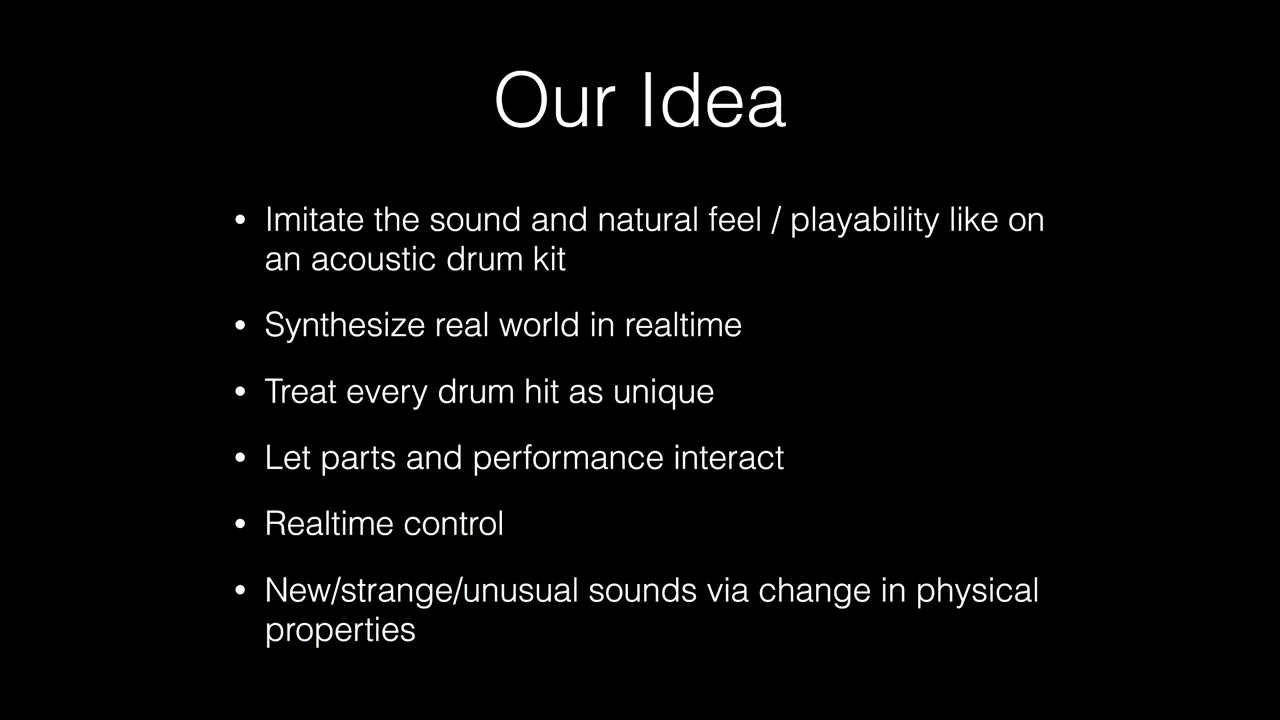 Our Idea
• Imitate the sound and natural feel / playability like on
an acoustic drum kit
• Synthesize real world in realtime
• Treat every drum hit as unique
• Let parts and performance interact
• Realtime control
• New/strange/unusual sounds via change in physical
properties